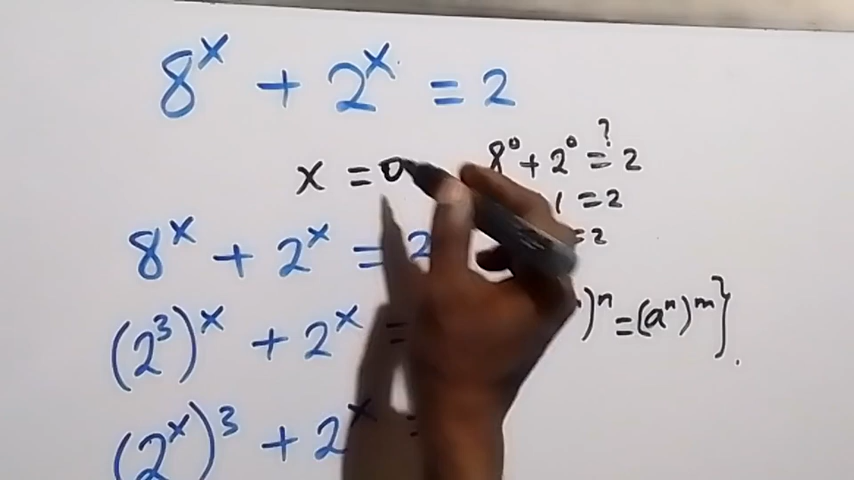 8^x + 2^x = 2
x = 0
8^0 + 2^0 ?= 2
1 = 2
= 2
8^x + 2^x = 2
(2^3)^x + 2^x =
)^n = (a^n)^m}.
(2^x)^3 + 2^x =